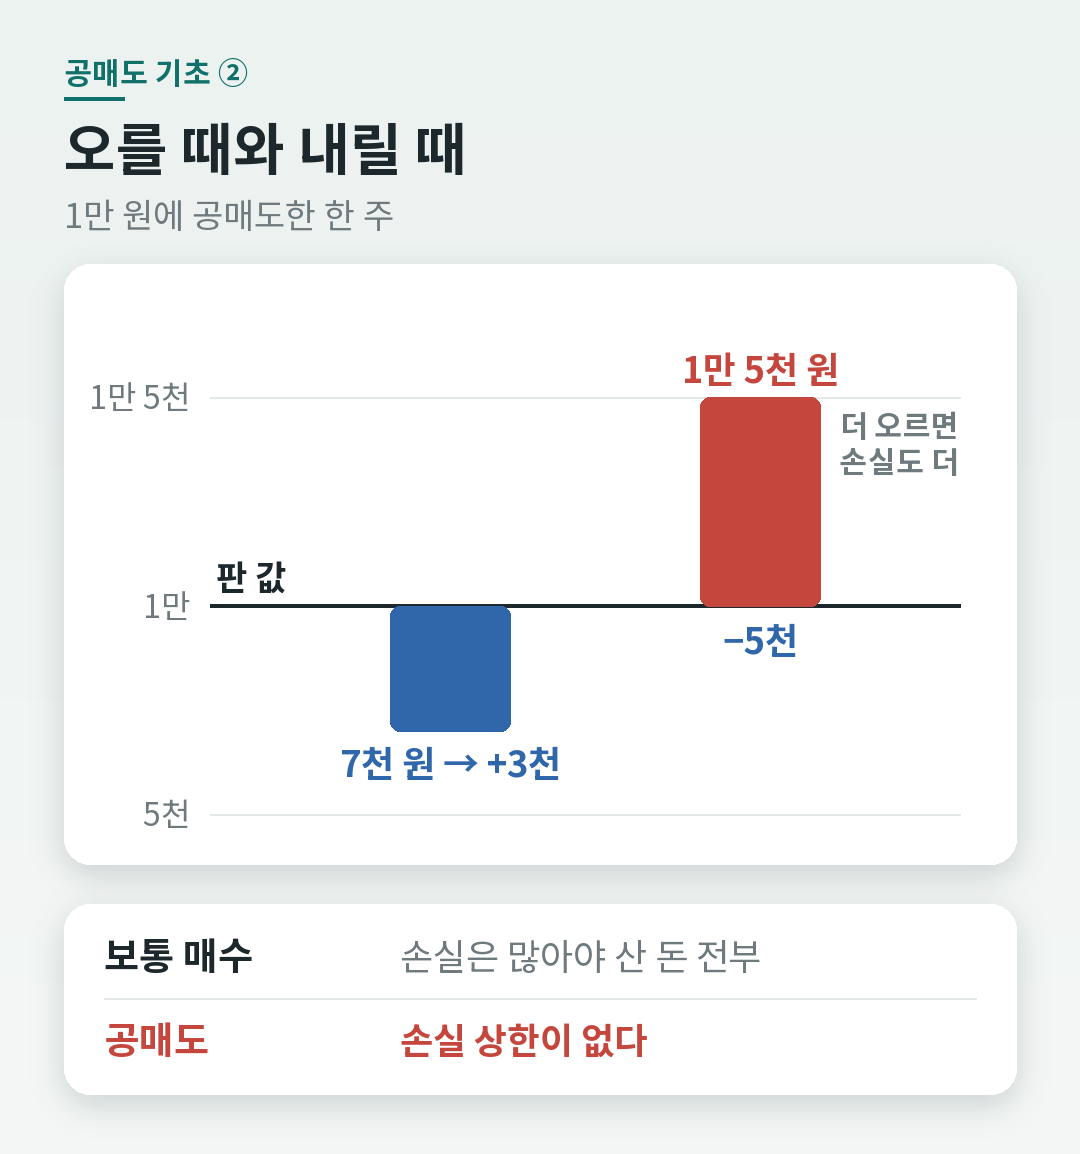 공매도 기초 ②
오를 때와 내릴 때
1만 원에 공매도한 한 주
1만 5천 원
1만 5천
더 오르면
손실도 더
판 값
1만
−5천
7천 원 → +3천
5천
보통 매수 손실은 많아야 산 돈 전부
공매도 손실 상한이 없다